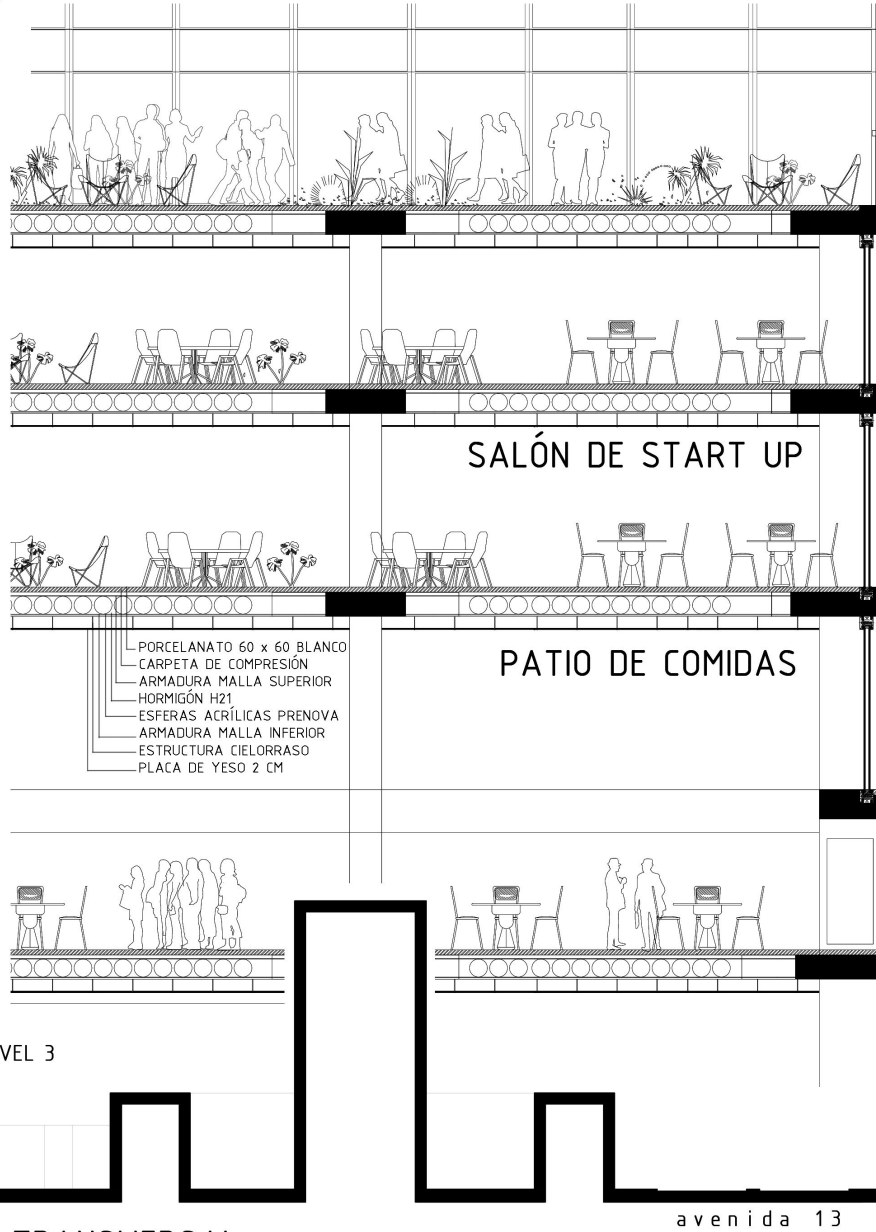 SALÓN DE START UP
PORCELANATO 60 x 60 BLANCO
CARPETA DE COMPRESIÓN
ARMADURA MALLA SUPERIOR
HORMIGÓN H21
ESFERAS ACRÍLICAS PRENOVA
ARMADURA MALLA INFERIOR
ESTRUCTURA CIELORRASO
PLACA DE YESO 2 CM
PATIO DE COMIDAS
VEL 3
avenida 13